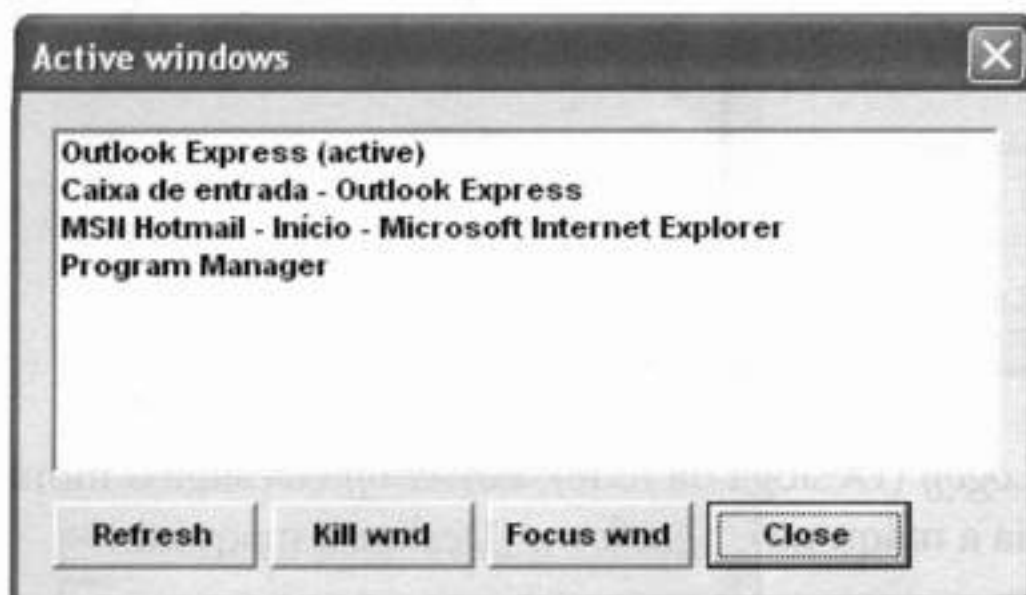 Active windows
Outlook Express (active)
Caixa de entrada - Outlook Express
MSN Hotmail - Início - Microsoft Internet Explorer
Program Manager
Refresh
Kill wnd
Focus wnd
Close